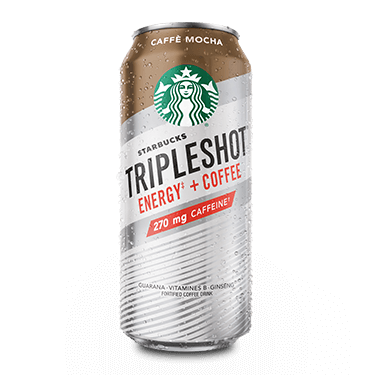 CAFFÈ MOCHA
STARBUCKS
TRIPLESHOT
ENERGY‡ + COFFEE
270 mg CAFFEINE!
GUARANA · VITAMINES B · GINSENG
FORTIFIED COFFEE DRINK